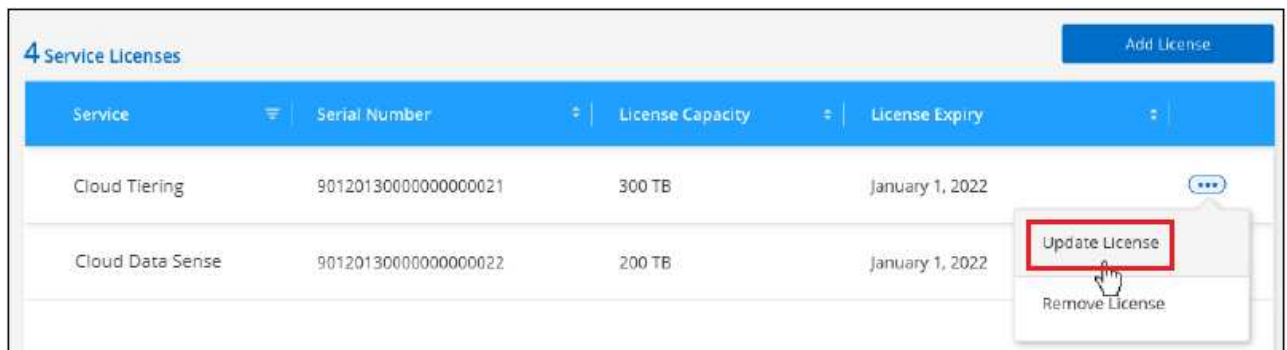 4 Service Licenses
Add License
Service Serial Number License Capacity License Expiry
Cloud Tiering 90120130000000000021 300 TB January 1, 2022
Update License
Cloud Data Sense 90120130000000000022 200 TB January 1, 2022
Remove License